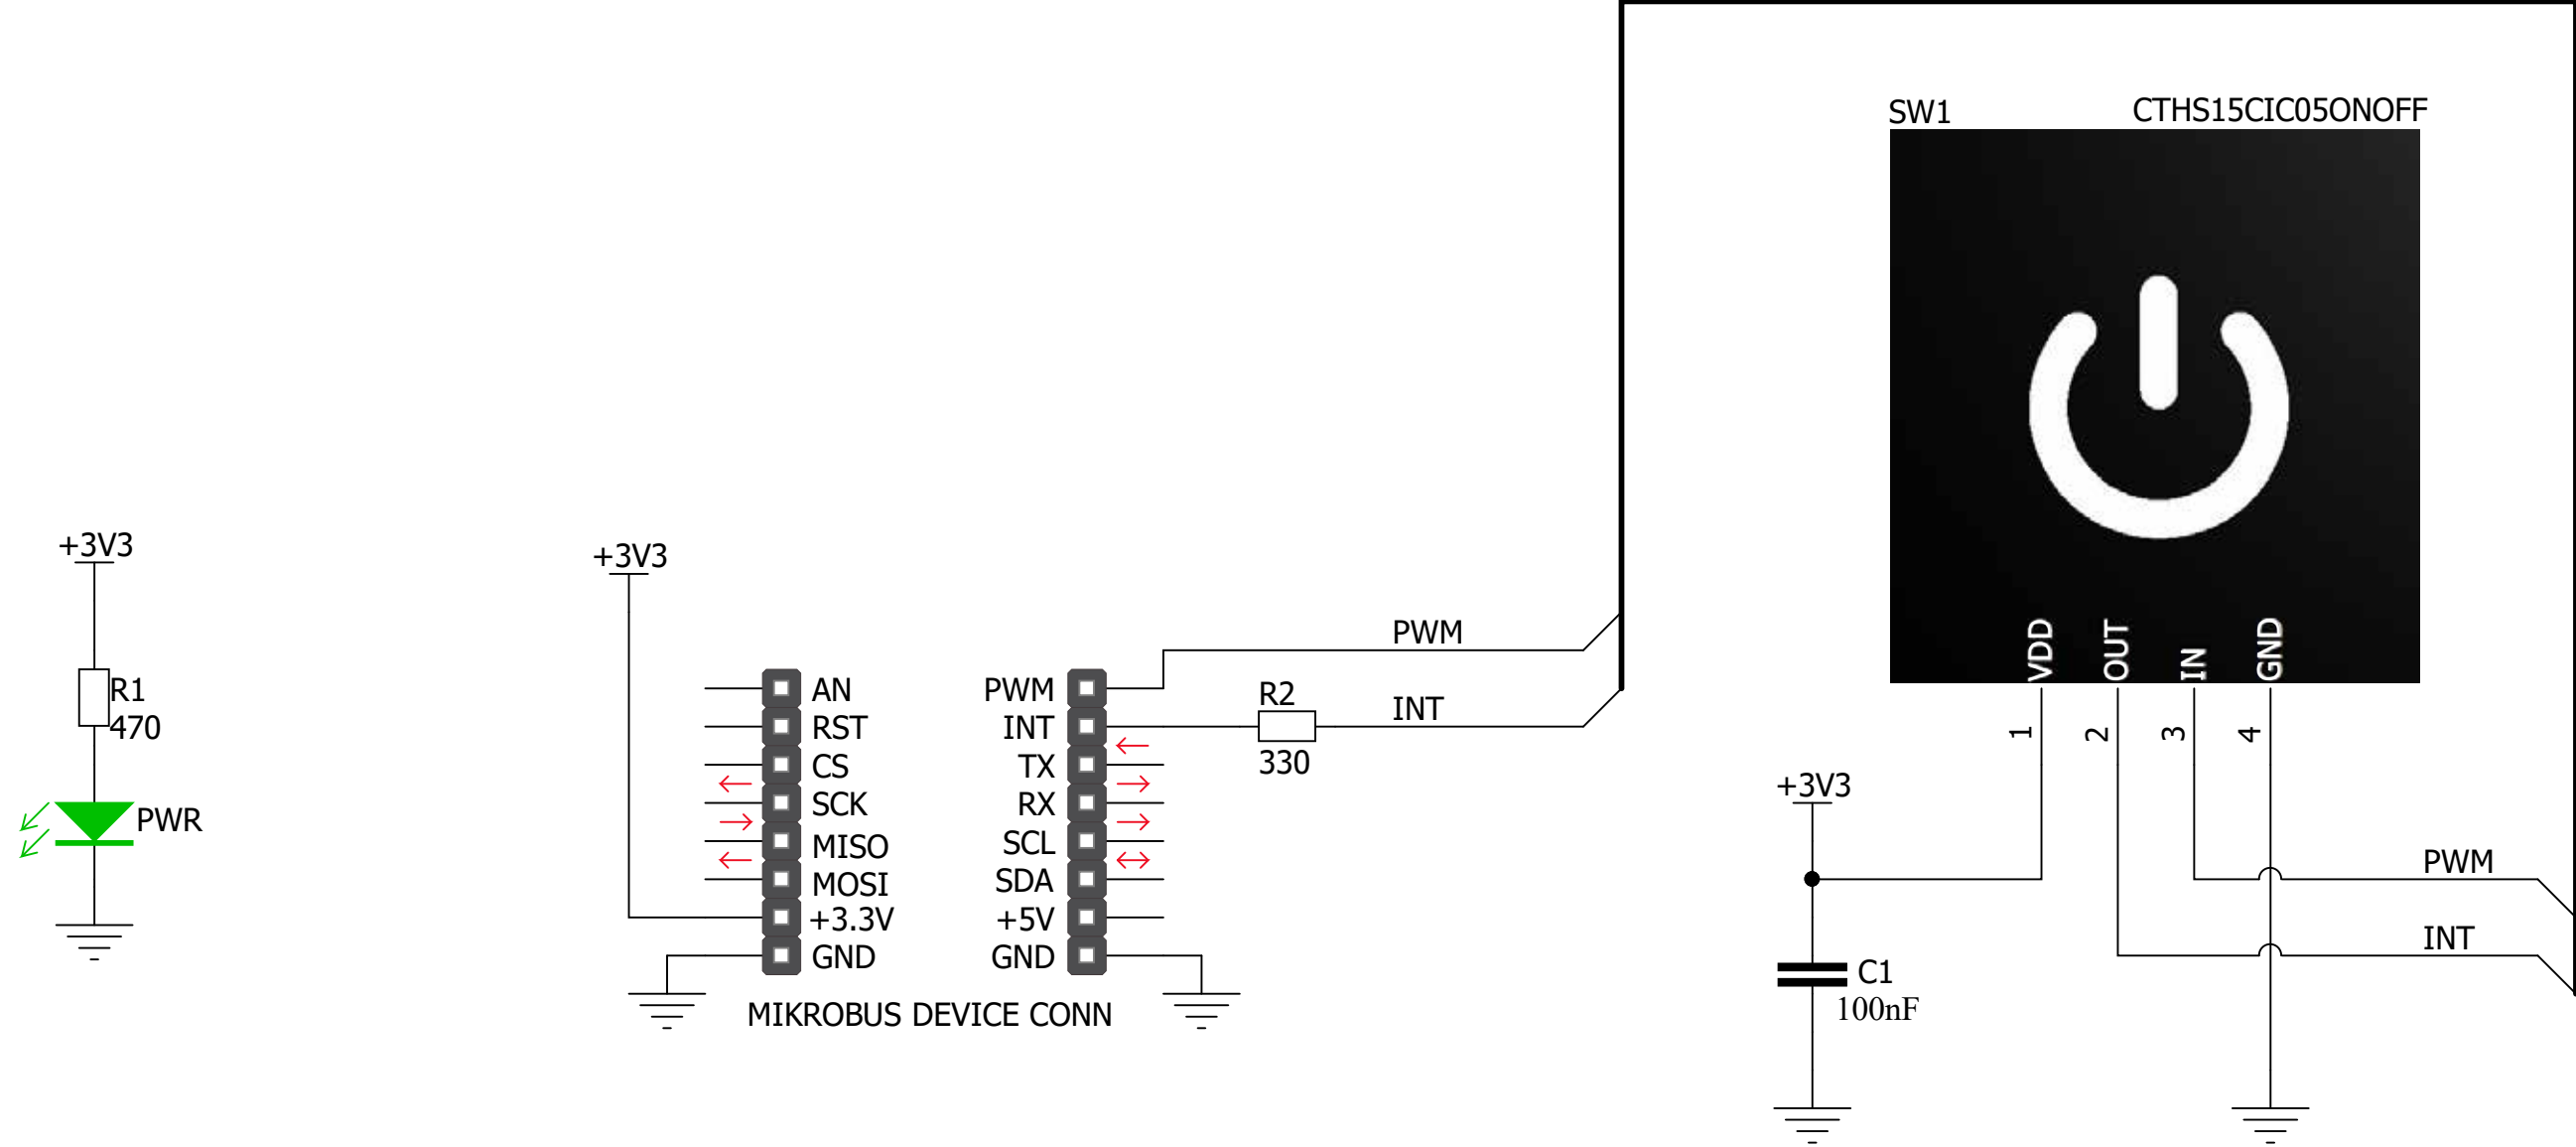 SW1
CTHS15CIC05ONOFF
VDD
OUT
IN
GND
1
2
3
4
+3V3
R1
470
PWR
+3V3
AN
RST
CS
SCK
MISO
MOSI
+3.3V
GND
PWM
INT
TX
RX
SCL
SDA
+5V
GND
MIKROBUS DEVICE CONN
PWM
R2
330
INT
+3V3
C1
100nF
PWM
INT